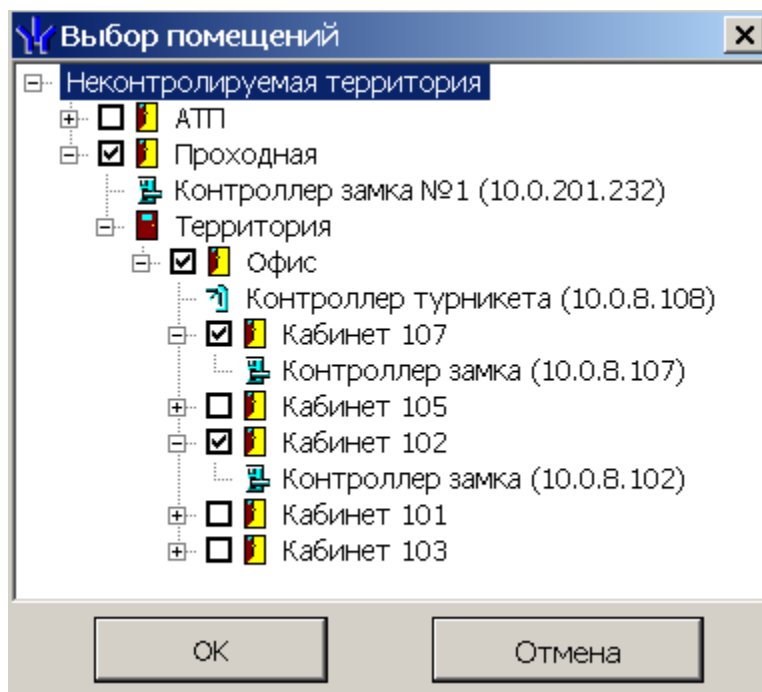 Выбор помещений
Неконтролируемая территория
АТП
Проходная
Контроллер замка №1 (10.0.201.232)
Территория
Офис
Контроллер турникета (10.0.8.108)
Кабинет 107
Контроллер замка (10.0.8.107)
Кабинет 105
Кабинет 102
Контроллер замка (10.0.8.102)
Кабинет 101
Кабинет 103
ОК Отмена